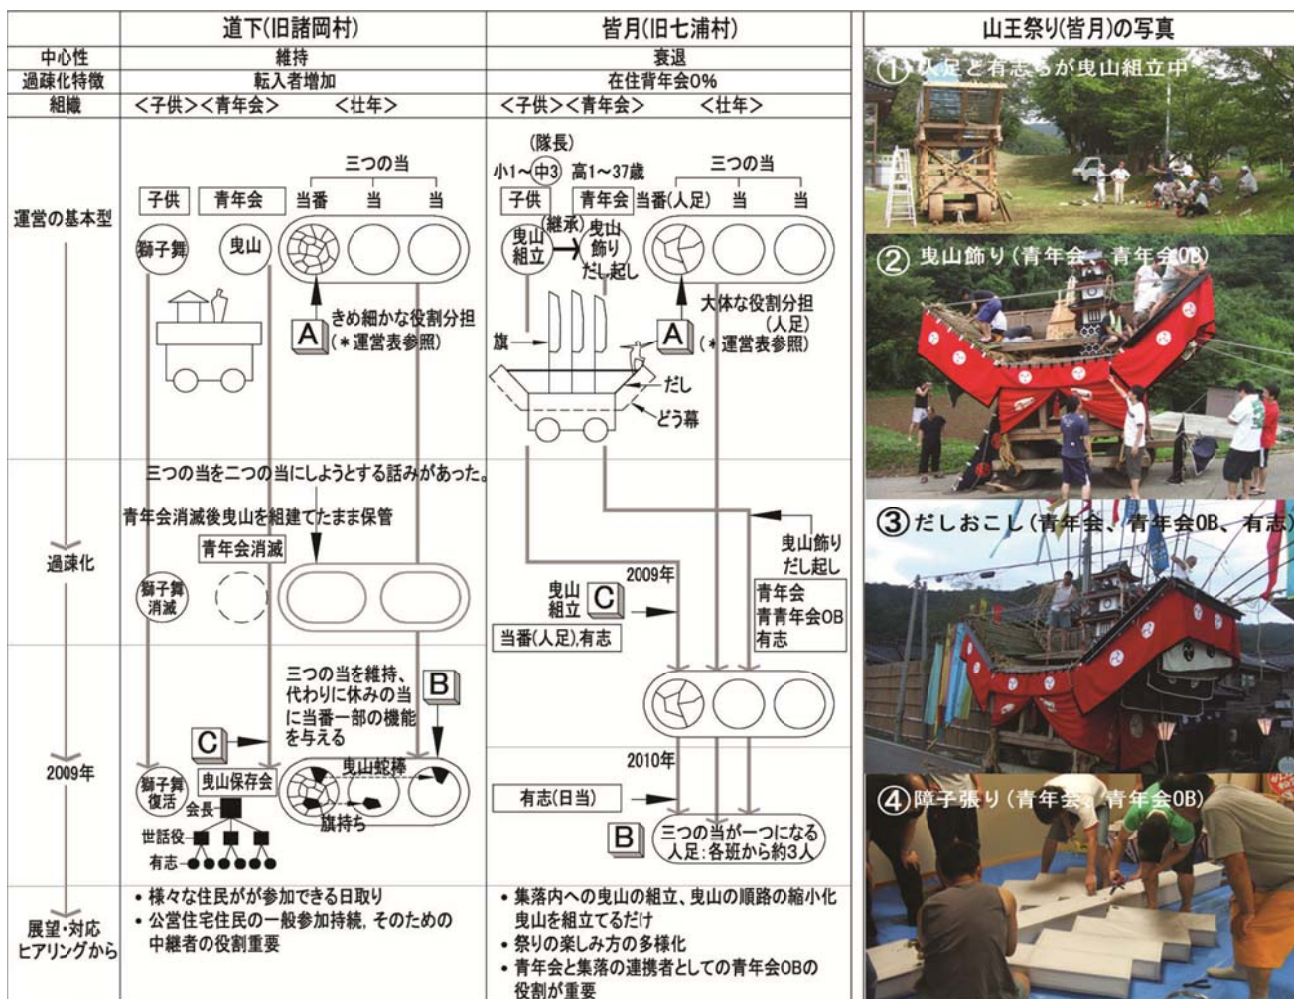 道下(旧諸岡村)
皆月(旧七浦村)
山王祭り(皆月)の写真
中心性
維持
衰退
過疎化特徴
転入者増加
在住背年会0%
組織
<子供><青年会>
<壮年>
<子供><青年会>
<壮年>
運営の基本型
過疎化
2009年
展望・対応
ヒアリングから
三つの当
子供
青年会
当番
当
当
獅子舞
曳山
A
きめ細かな役割分担
(*運営表参照)
三つの当を二つの当にしようとする話みがあった。
青年会消滅後曳山を組建てたまま保管
青年会消滅
獅子舞
消滅
三つの当を維持、
代わりに休みの当
に当番一部の機能
を与える
B
C
獅子舞
復活
曳山保存会
曳山蛇棒
旗持ち
会長
世話役
有志
• 様々な住民がが参加できる日取り
• 公営住宅住民の一般参加持続, そのための
中継者の役割重要
(隊長)
小1～中3
高1～37歳
三つの当
子供
青年会
当番(人足)
当
当
曳山
組立
(継承)
曳山
飾り
だし起し
大体な役割分担
(人足)
A
(*運営表参照)
旗
だし
どう幕
曳山飾り
だし起し
2009年
曳山
組立
C
当番(人足),有志
青年会
青青年会OB
有志
2010年
有志(日当)
B
三つの当が一つになる
人足:各班から約3人
• 集落内への曳山の組立、曳山の順路の縮小化
曳山を組立てるだけ
• 祭りの楽しみ方の多様化
• 青年会と集落の連携者としての青年会OBの
役割が重要
①人足と有志らが曳山組立中
②曳山飾り(青年会、青年会OB)
③だしおこし(青年会、青年会OB、有志)
④障子張り(青年会、青年会OB)